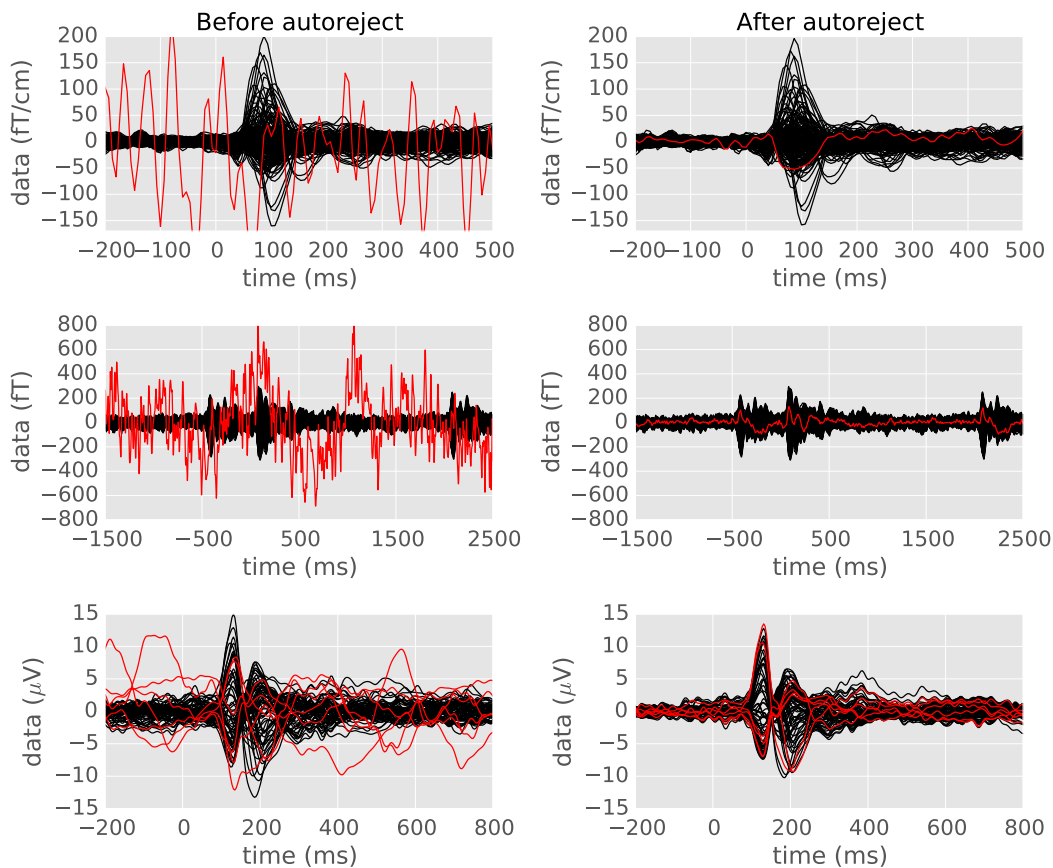 Before autoreject
After autoreject
200
150
100
50
0
−50
−100
−150
data (fT/cm)
−200 −100 0 100 200 300 400 500
time (ms)
200
150
100
50
0
−50
−100
−150
data (fT/cm)
−200 −100 0 100 200 300 400 500
time (ms)
800
600
400
200
0
−200
−400
−600
−800
data (fT)
−1500 −500 500 1500 2500
time (ms)
800
600
400
200
0
−200
−400
−600
−800
data (fT)
−1500 −500 500 1500 2500
time (ms)
15
10
5
0
−5
−10
−15
data (μV)
−200 0 200 400 600 800
time (ms)
15
10
5
0
−5
−10
−15
data (μV)
−200 0 200 400 600 800
time (ms)